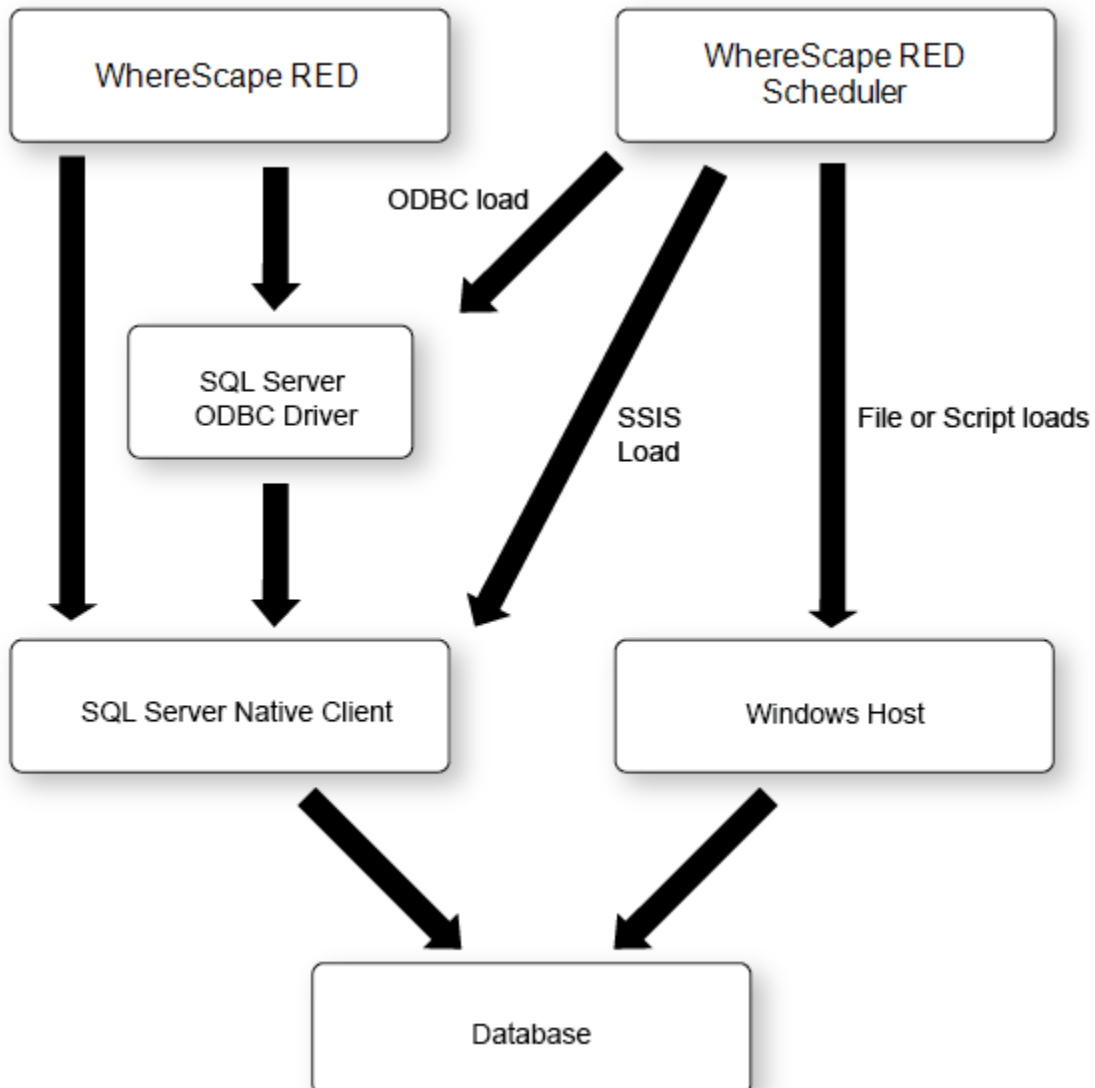 WhereScape RED
WhereScape RED
Scheduler
ODBC load
SQL Server
ODBC Driver
SSIS
Load
File or Script loads
SQL Server Native Client
Windows Host
Database